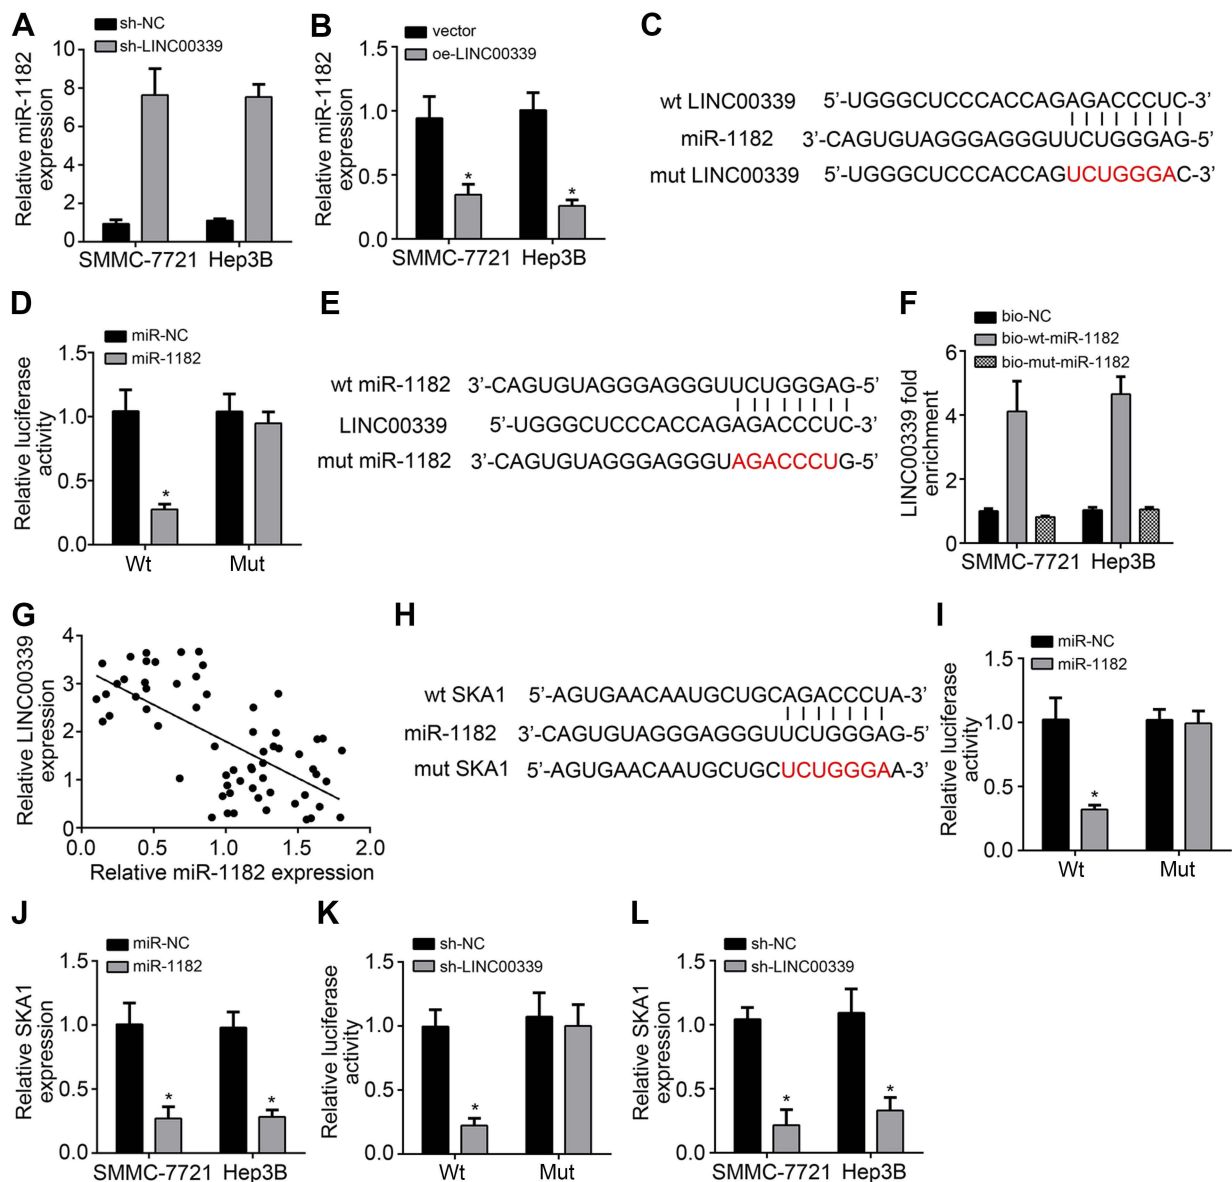 A
sh-NC
sh-LINC00339
Relative miR-1182
expression
10
8
6
4
2
0
SMMC-7721 Hep3B
B
vector
oe-LINC00339
Relative miR-1182
expression
1.5
1.0
0.5
0.0
* *
SMMC-7721 Hep3B
C
wt LINC00339 5’-UGGGCUCCCACCAGAGACCCUC-3’
miR-1182 3’-CAGUGUAGGGAGGGUUCUGGGAG-5’
mut LINC00339 5’-UGGGCUCCCACCAGUCUGGGAC-3’
D
miR-NC
miR-1182
Relative luciferase
activity
1.5
1.0
0.5
0.0
*
Wt Mut
E
wt miR-1182 3’-CAGUGUAGGGAGGGUUCUGGGAG-5’
LINC00339 5’-UGGGCUCCCACCAGAGACCCUC-3’
mut miR-1182 3’-CAGUGUAGGGAGGGUAGACCCUG-5’
F
bio-NC
bio-wt-miR-1182
bio-mut-miR-1182
LINC00339 fold
enrichment
6
4
2
0
SMMC-7721 Hep3B
G
Relative LINC00339
expression
4
3
2
1
0
0.0 0.5 1.0 1.5 2.0
Relative miR-1182 expression
H
wt SKA1 5’-AGUGAACAAUGCUGCAGACCCUA-3’
miR-1182 3’-CAGUGUAGGGAGGGUUCUGGGAG-5’
mut SKA1 5’-AGUGAACAAUGCUGCUCUGGGAA-3’
I
miR-NC
miR-1182
Relative luciferase
activity
1.5
1.0
0.5
0.0
*
Wt Mut
J
miR-NC
miR-1182
Relative SKA1
expression
1.5
1.0
0.5
0.0
* *
SMMC-7721 Hep3B
K
sh-NC
sh-LINC00339
Relative luciferase
activity
1.5
1.0
0.5
0.0
*
Wt Mut
L
sh-NC
sh-LINC00339
Relative SKA1
expression
1.5
1.0
0.5
0.0
* *
SMMC-7721 Hep3B